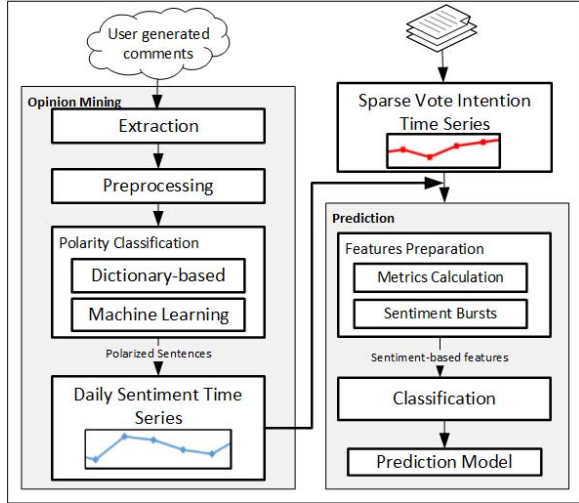 User generated
comments
Opinion Mining
Extraction
Preprocessing
Polarity Classification
Dictionary-based
Machine Learning
Polarized Sentences
Daily Sentiment Time
Series
Sparse Vote Intention
Time Series
Prediction
Features Preparation
Metrics Calculation
Sentiment Bursts
Sentiment-based features
Classification
Prediction Model